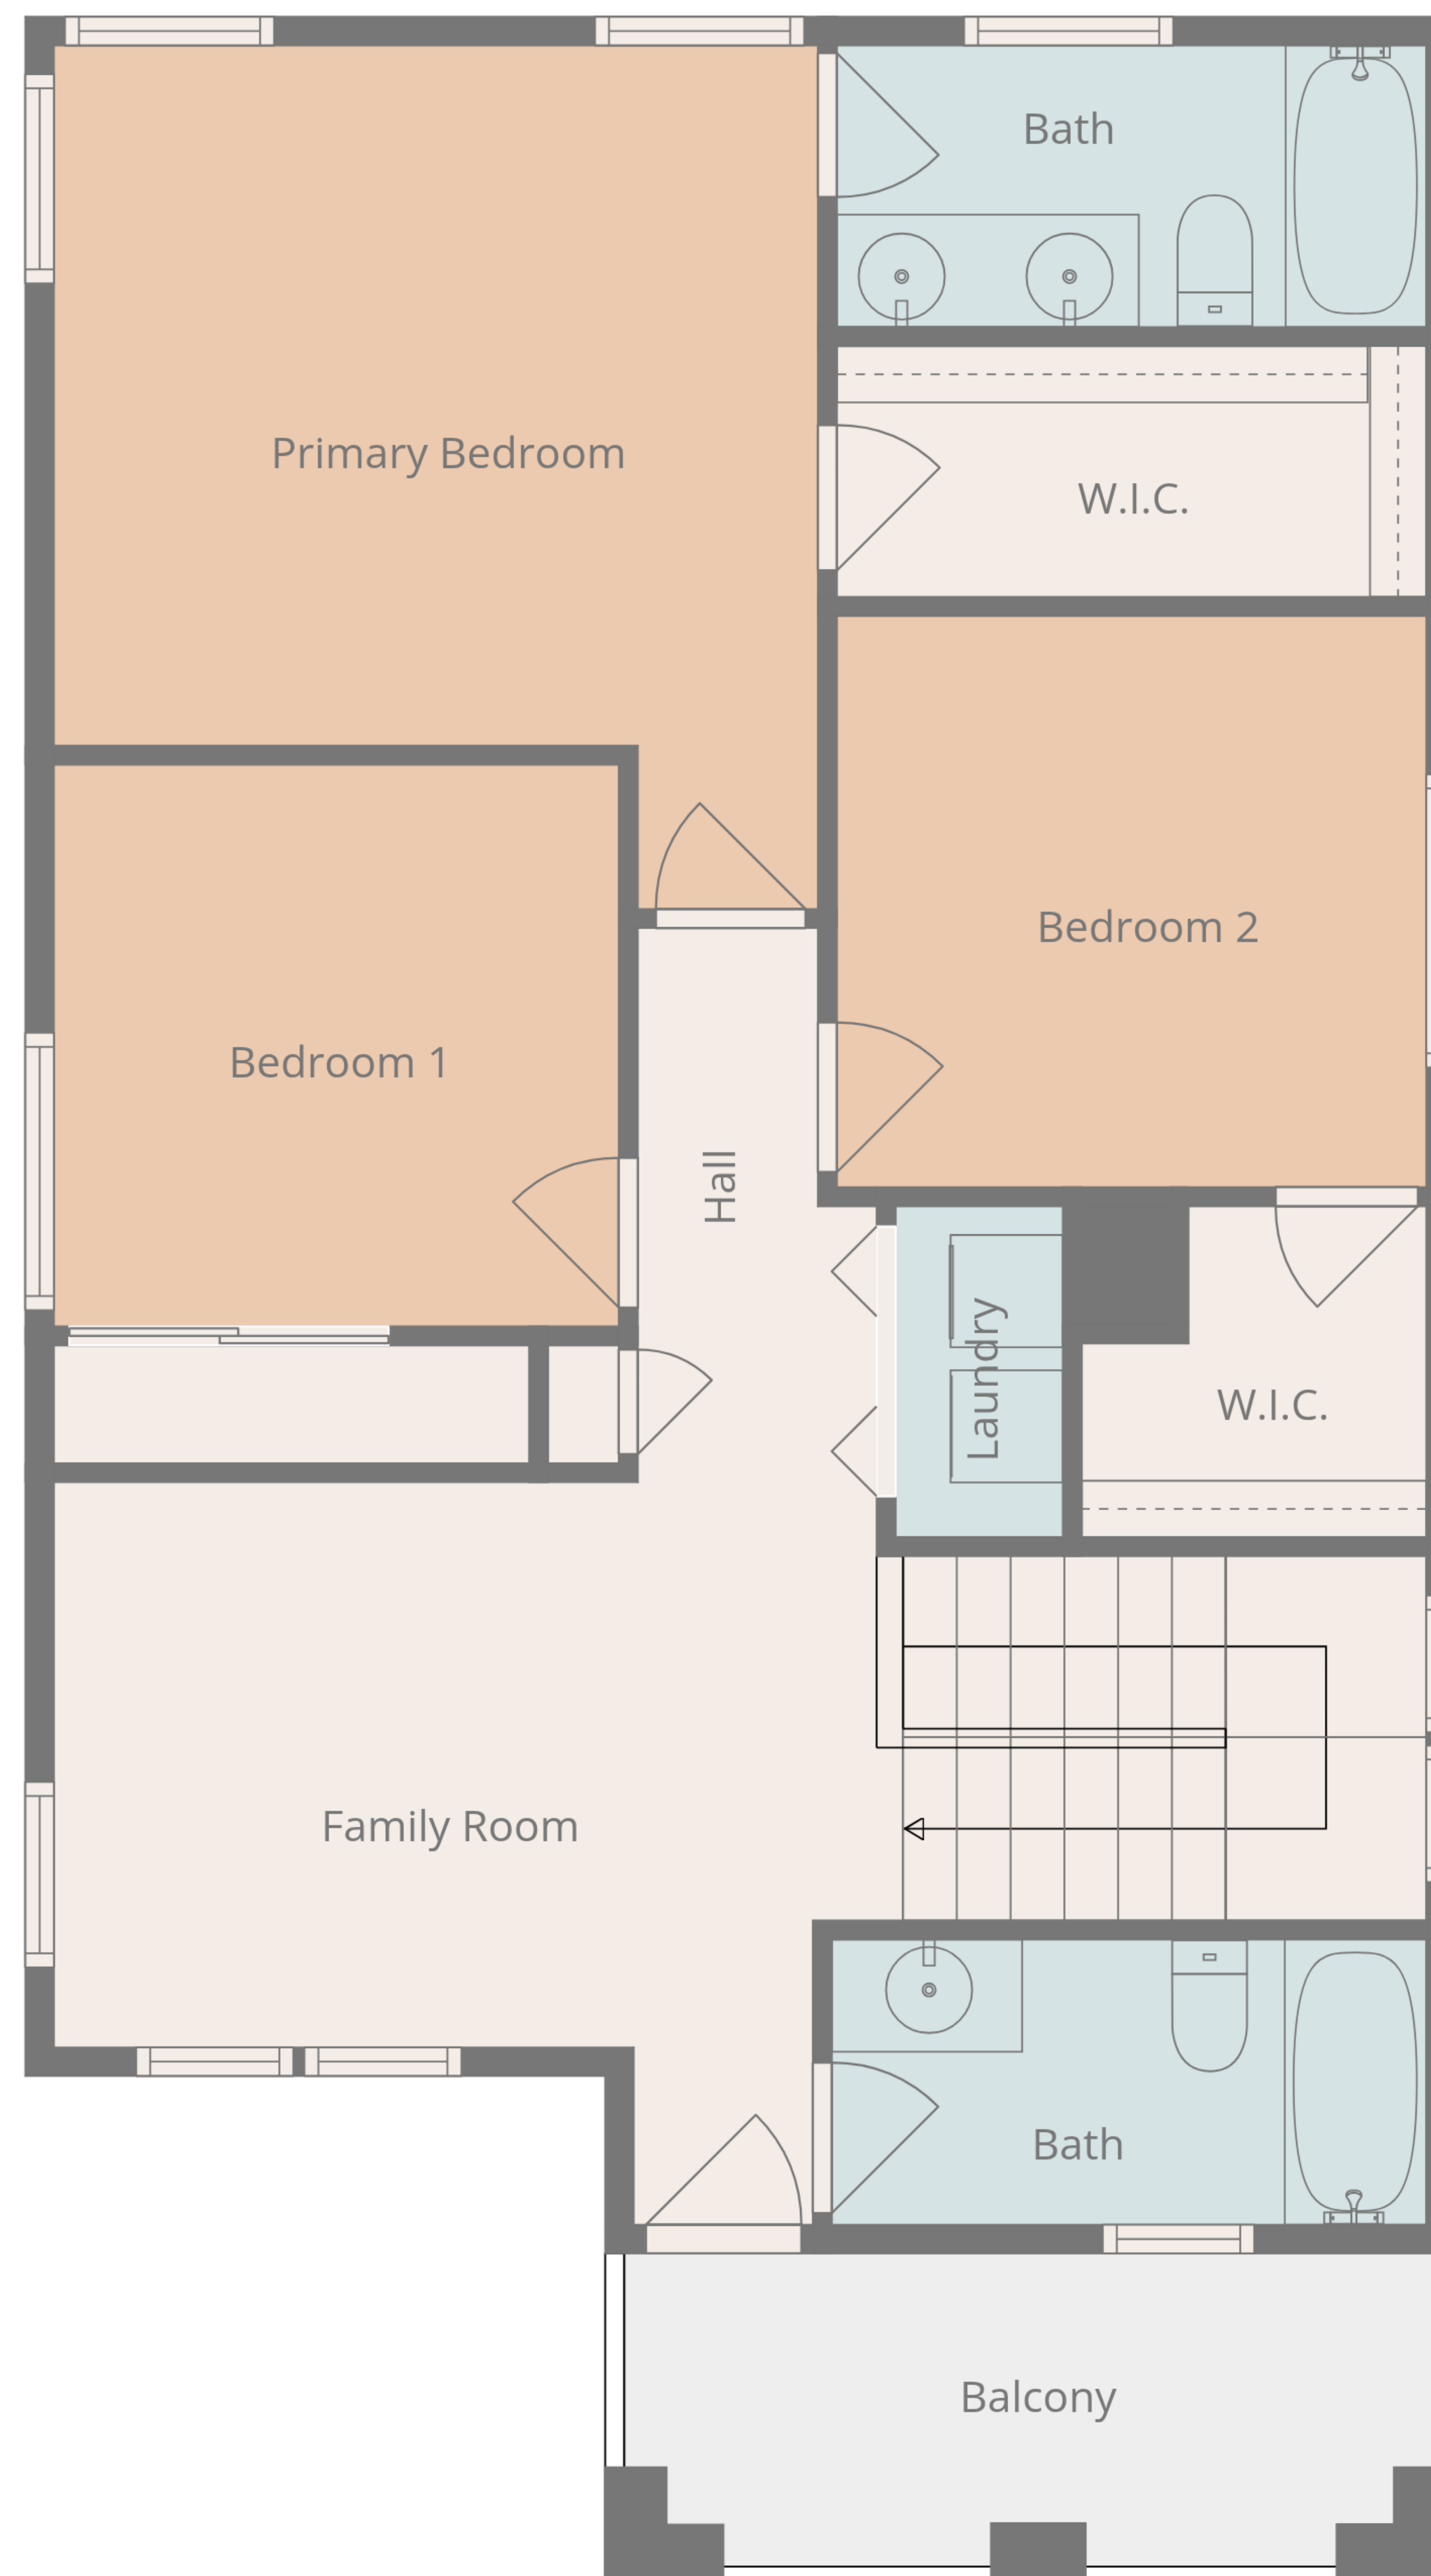 Bath
Primary Bedroom
W.I.C.
Bedroom 2
Bedroom 1
Hall
Laundry
W.I.C.
Family Room
Bath
Balcony